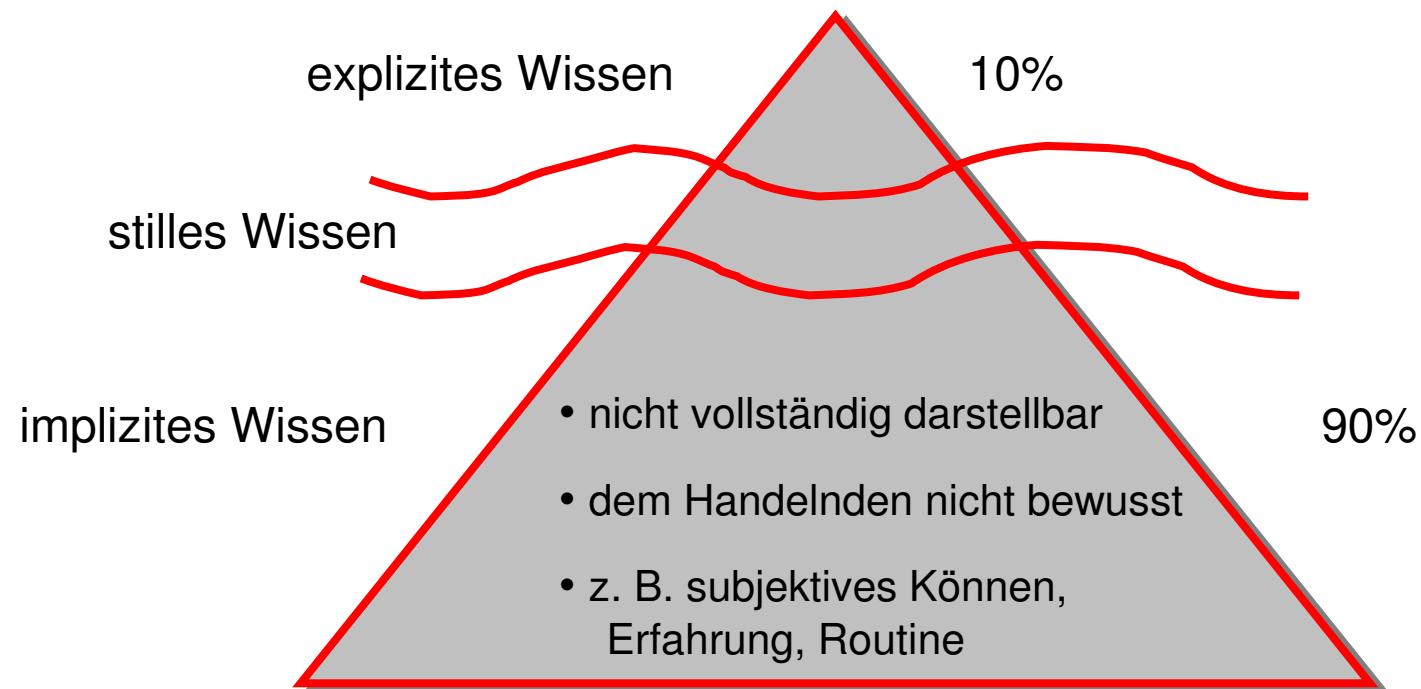 explizites Wissen 10%
stilles Wissen
• nicht vollständig darstellbar
implizites Wissen 90%
• dem Handelnden nicht bewusst
• z. B. subjektives Können,
Erfahrung, Routine